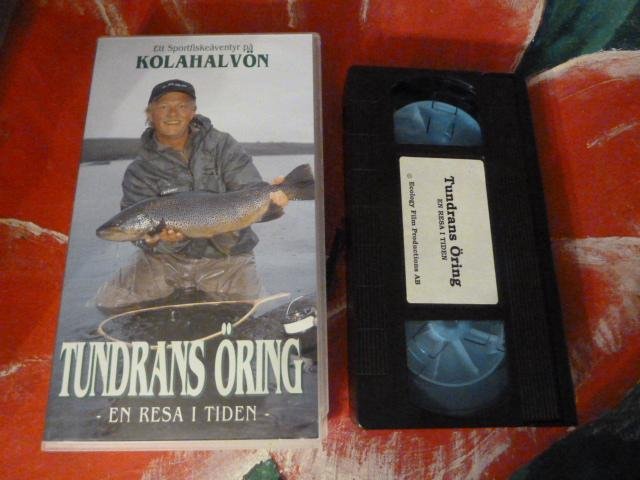 Ett Sportfiskeäventyr på
KOLAHALVÖN
TUNDRANS ÖRING
- EN RESA I TIDEN -
Tundrans Öring
EN RESA I TIDEN
© Ecology Film Productions AB